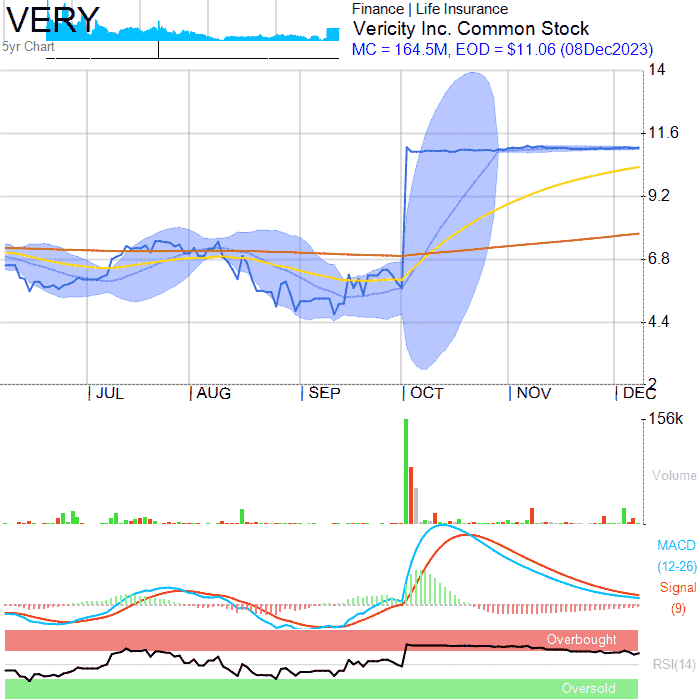 VERY
5yr Chart
Finance | Life Insurance
Vericity Inc. Common Stock
MC = 164.5M, EOD = $11.06 (08Dec2023)
14
11.6
9.2
6.8
4.4
2
JUL
AUG
SEP
OCT
NOV
DEC
156k
Volume
MACD
(12-26)
Signal
(9)
Overbought
RSI(14)
Oversold